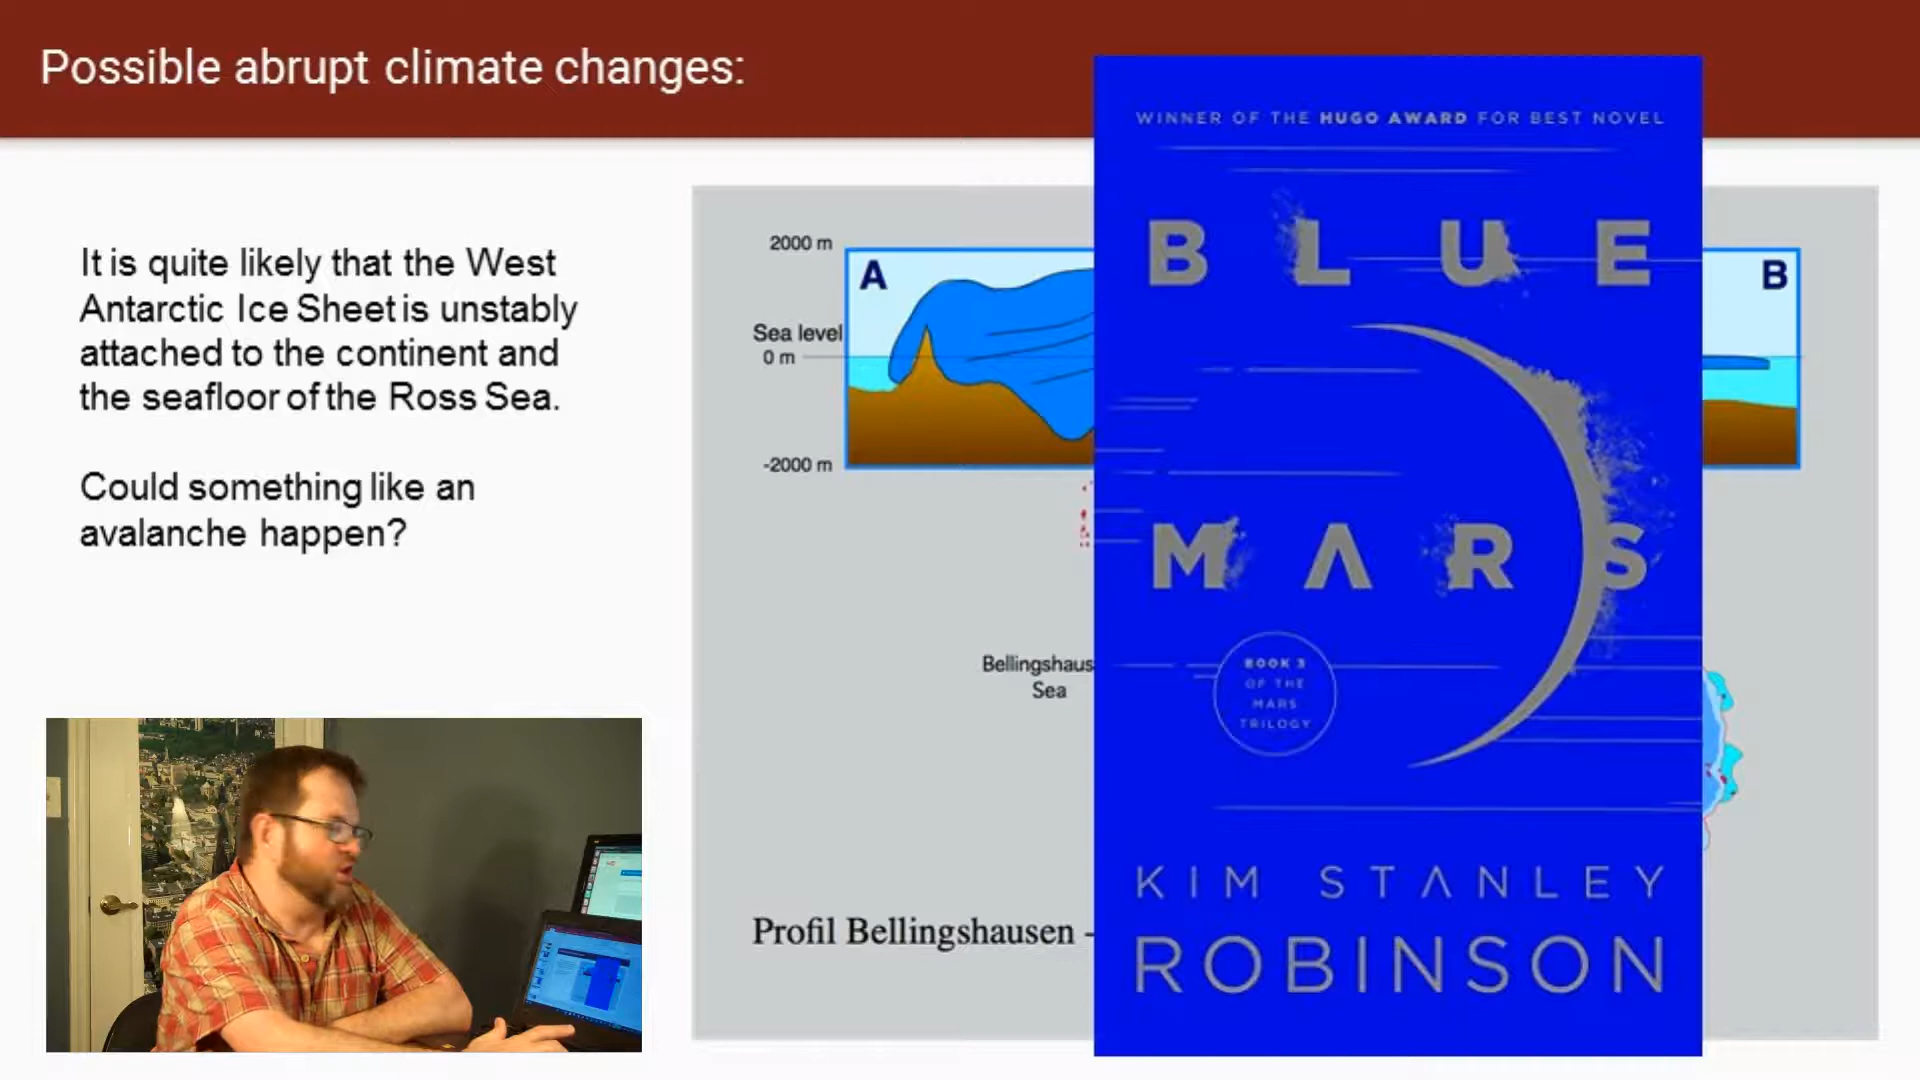 Possible abrupt climate changes:
It is quite likely that the West
Antarctic Ice Sheet is unstably
attached to the continent and
the seafloor of the Ross Sea.
Could something like an
avalanche happen?
2000 m
A
B
Sea level
0 m
-2000 m
Bellingshaus
Sea
Profil Bellingshausen -
WINNER OF THE HUGO AWARD FOR BEST NOVEL
BLUE
MARS
BOOK 3
OF THE
MARS
TRILOGY
KIM STANLEY
ROBINSON